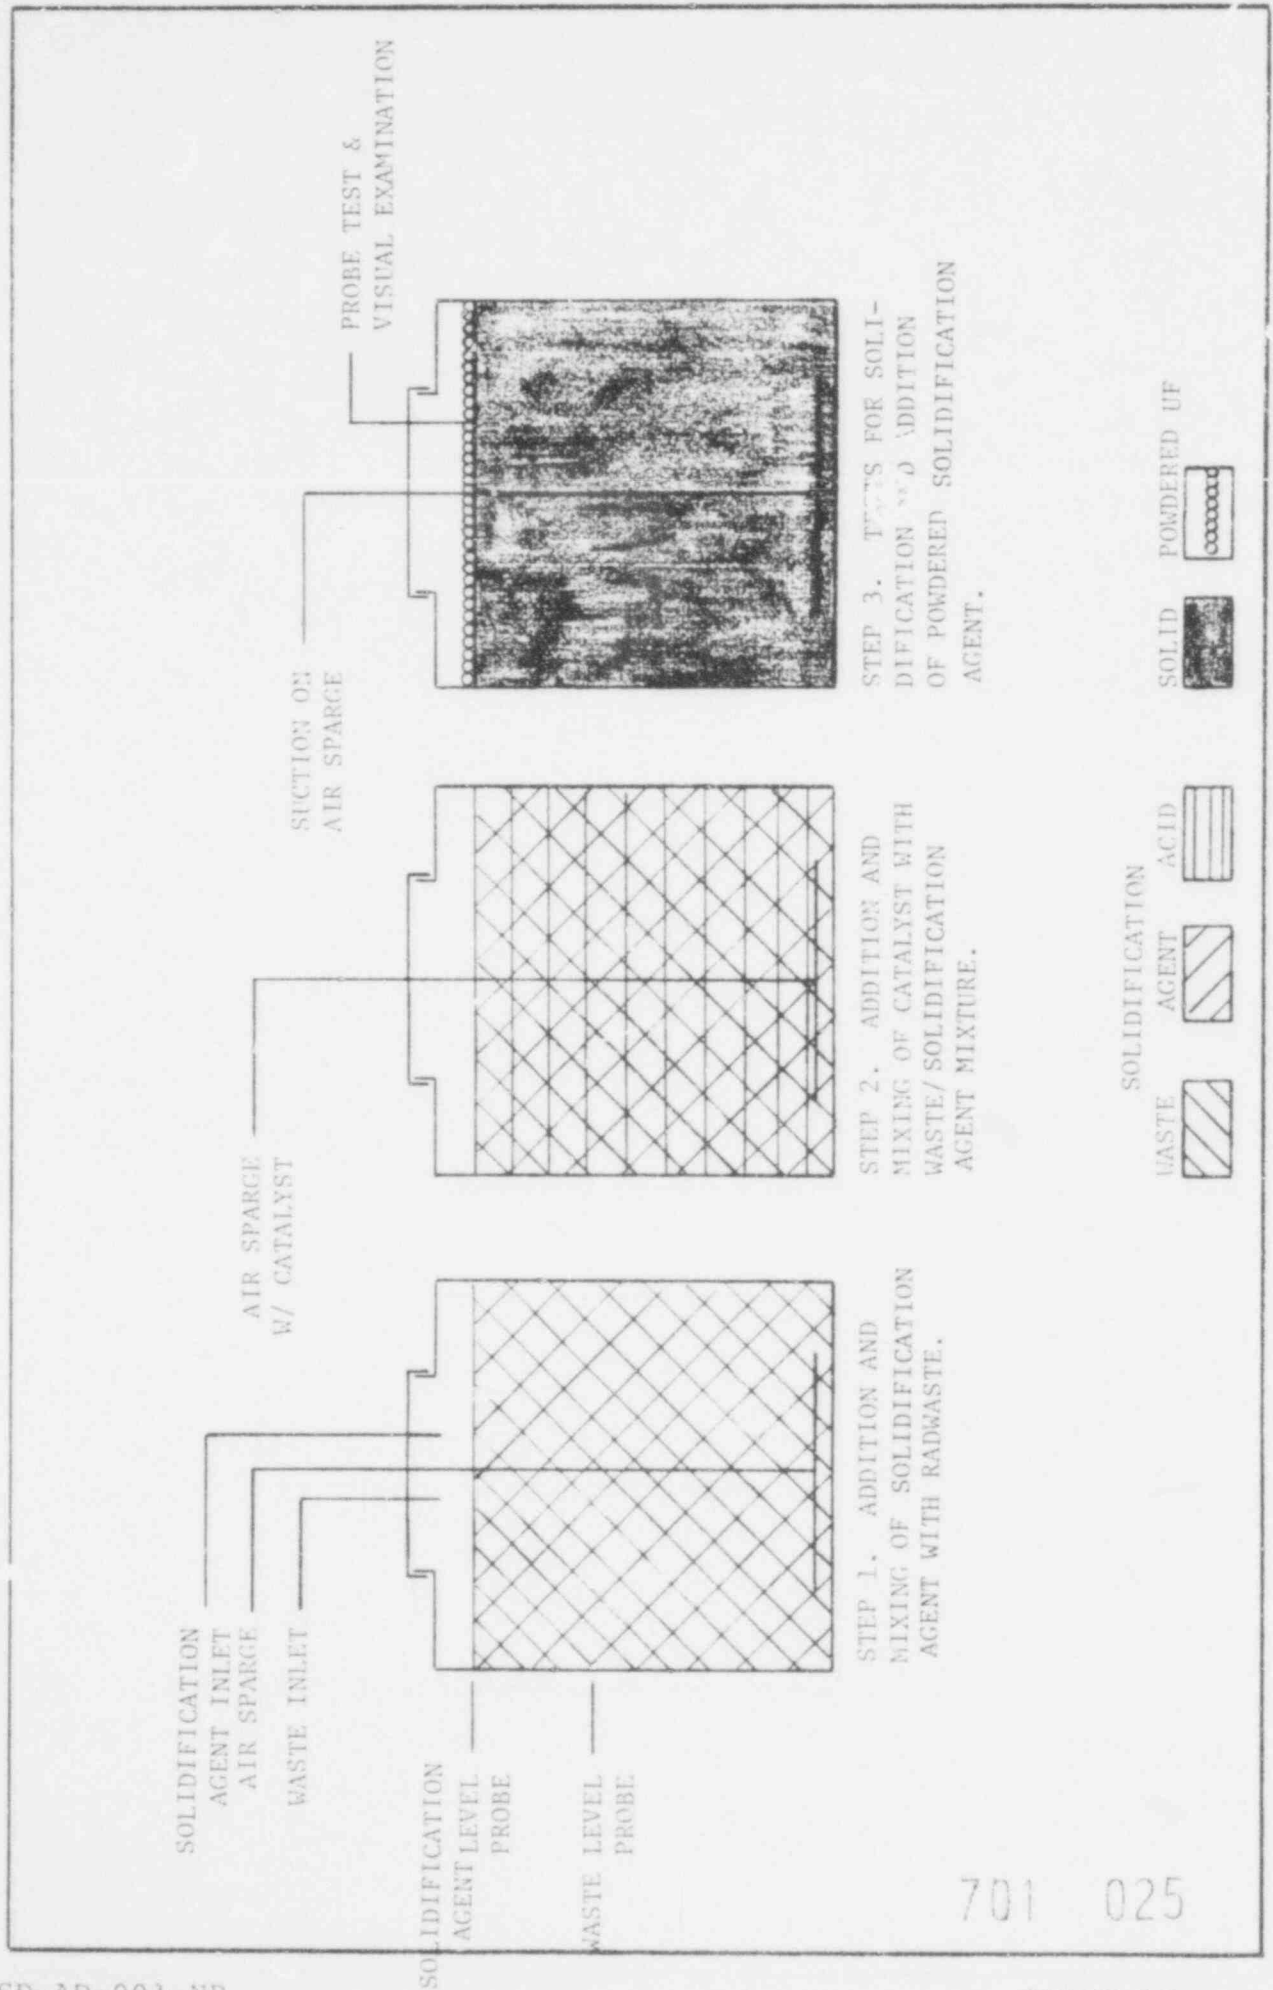 SOLIDIFICATION
AGENT INLET
AIR SPARGE
WASTE INLET
SOLIDIFICATION
AGENT LEVEL
PROBE
WASTE LEVEL
PROBE
AIR SPARGE
W/ CATALYST
SUCTION ON
AIR SPARGE
PROBE TEST &
VISUAL EXAMINATION
STEP 1. ADDITION AND
MIXING OF SOLIDIFICATION
AGENT WITH RADWASTE.
STEP 2. ADDITION AND
MIXING OF CATALYST WITH
WASTE/SOLIDIFICATION
AGENT MIXTURE.
STEP 3. FOR SOLI-
DIFICATION ADDITION
OF POWDERED SOLIDIFICATION
AGENT.
SOLIDIFICATION
WASTE AGENT ACID SOLID POWDERED UF
701 025